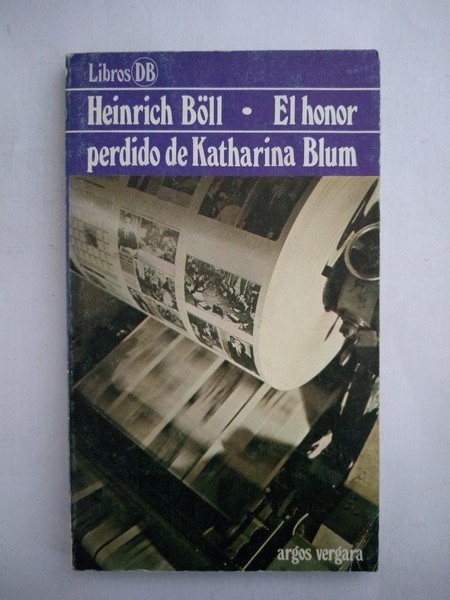 Libros DB
Heinrich Böll • El honor
perdido de Katharina Blum
argos vergara